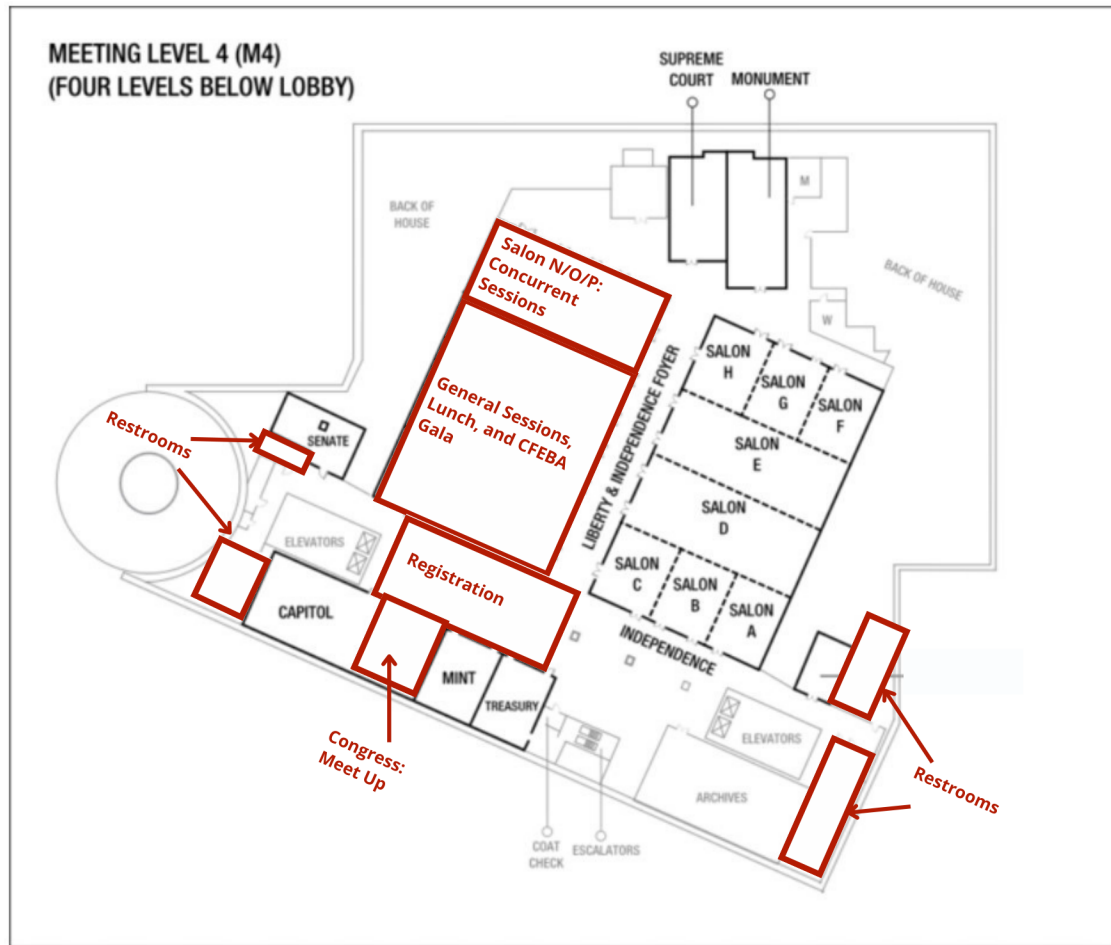 MEETING LEVEL 4 (M4)
(FOUR LEVELS BELOW LOBBY)
SUPREME
COURT
MONUMENT
M
BACK OF
HOUSE
BACK OF HOUSE
W
Salon N/O/P:
Concurrent
Sessions
General Sessions,
Lunch, and CFEBA
Gala
LIBERTY & INDEPENDENCE FOYER
SALON
H
SALON
G
SALON
F
SALON
E
SALON
D
SALON
C
SALON
B
SALON
A
Restrooms
SENATE
ELEVATORS
Registration
CAPITOL
INDEPENDENCE
MINT
TREASURY
Congress:
Meet Up
ELEVATORS
ARCHIVES
Restrooms
COAT
CHECK
ESCALATORS